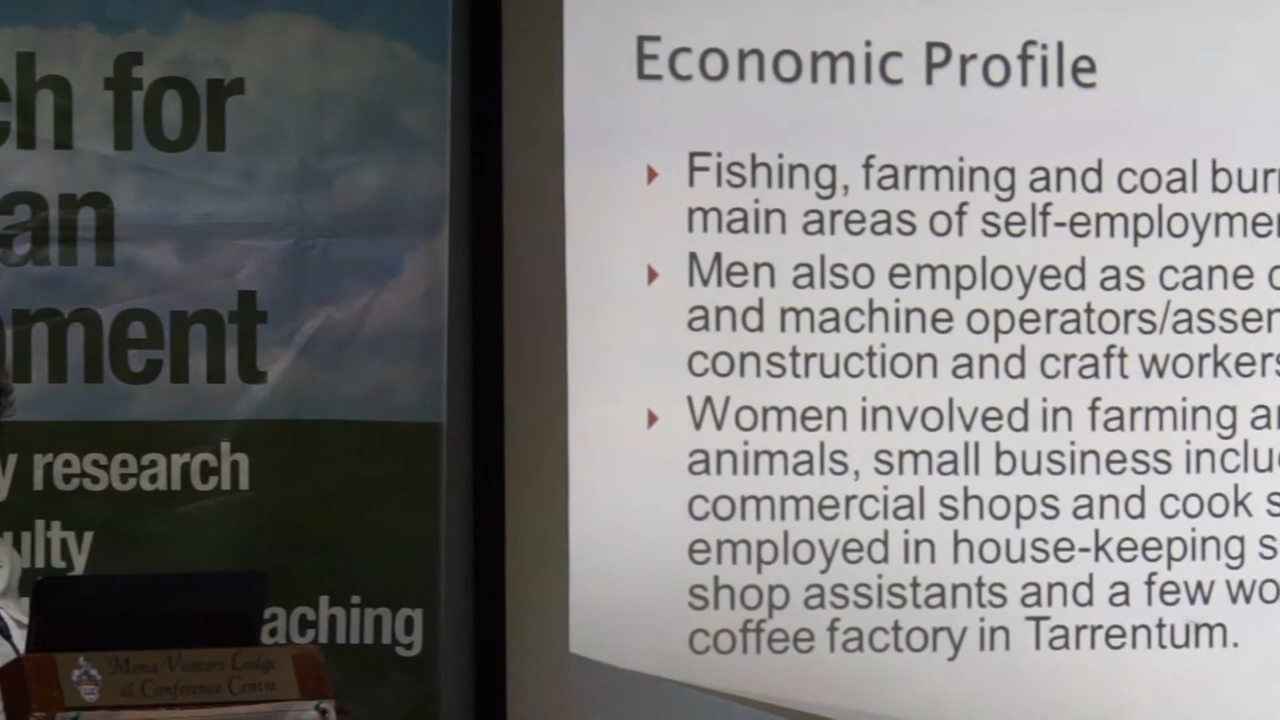 ch for
an
pment
y research
ulty
aching
Mona Visitors Lodge
& Conference Centre
Economic Profile
Fishing, farming and coal burn
main areas of self-employmen
Men also employed as cane c
and machine operators/assem
construction and craft workers
Women involved in farming an
animals, small business includ
commercial shops and cook s
employed in house-keeping s
shop assistants and a few wo
coffee factory in Tarrentum.